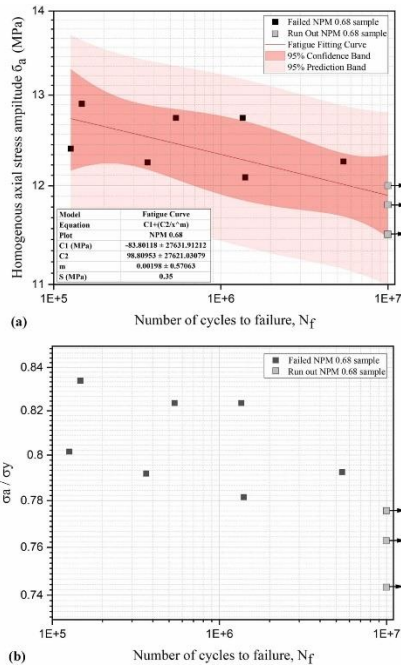 Homogenous axial stress amplitude δa (MPa)
14
13
12
11
Failed NPM 0.68 sample
Run Out NPM 0.68 sample
Fatigue Fitting Curve
95% Confidence Band
95% Prediction Band
Model Fatigue Curve
Equation C1+(C2/s^m)
Plot NPM 0.68
C1 (MPa) -83.80118 ± 27631.91212
C2 98.80953 ± 27621.03079
m 0.00198 ± 0.57063
S (MPa) 0.35
1E+5 1E+6 1E+7
(a) Number of cycles to failure, Nf
σa / σy
0.84
0.82
0.8
0.78
0.76
0.74
Failed NPM 0.68 sample
Run out NPM 0.68 sample
1E+5 1E+6 1E+7
(b) Number of cycles to failure, Nf